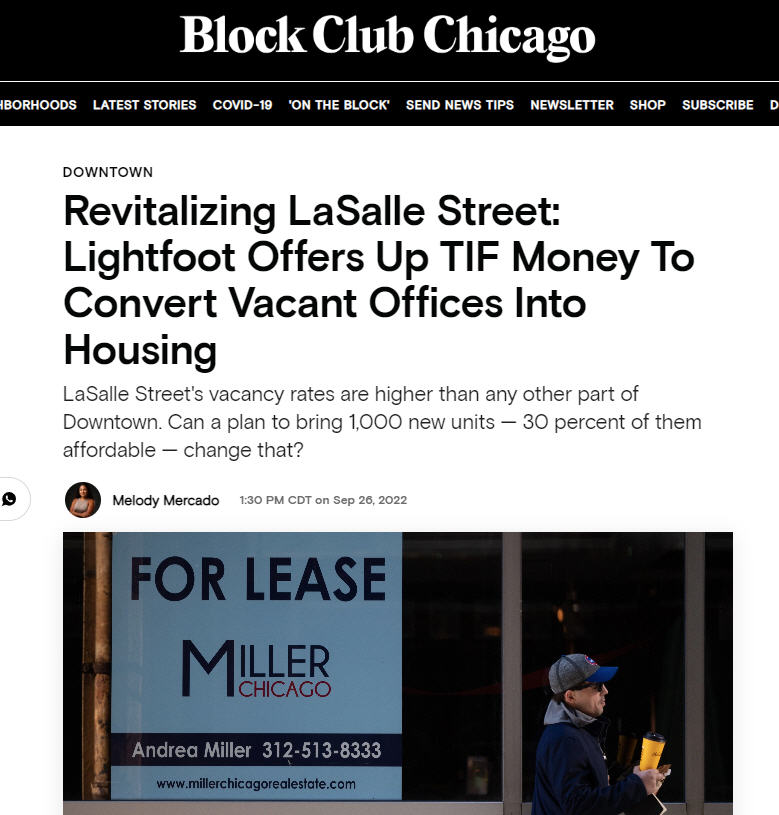 Block Club Chicago
HBORHOODS LATEST STORIES COVID-19 'ON THE BLOCK' SEND NEWS TIPS NEWSLETTER SHOP SUBSCRIBE D
DOWNTOWN
Revitalizing LaSalle Street:
Lightfoot Offers Up TIF Money To
Convert Vacant Offices Into
Housing
LaSalle Street's vacancy rates are higher than any other part of
Downtown. Can a plan to bring 1,000 new units — 30 percent of them
affordable — change that?
Melody Mercado 1:30 PM CDT on Sep 26, 2022
FOR LEASE
MILLER
CHICAGO
Andrea Miller 312-513-8333
www.millerchicagorealestate.com